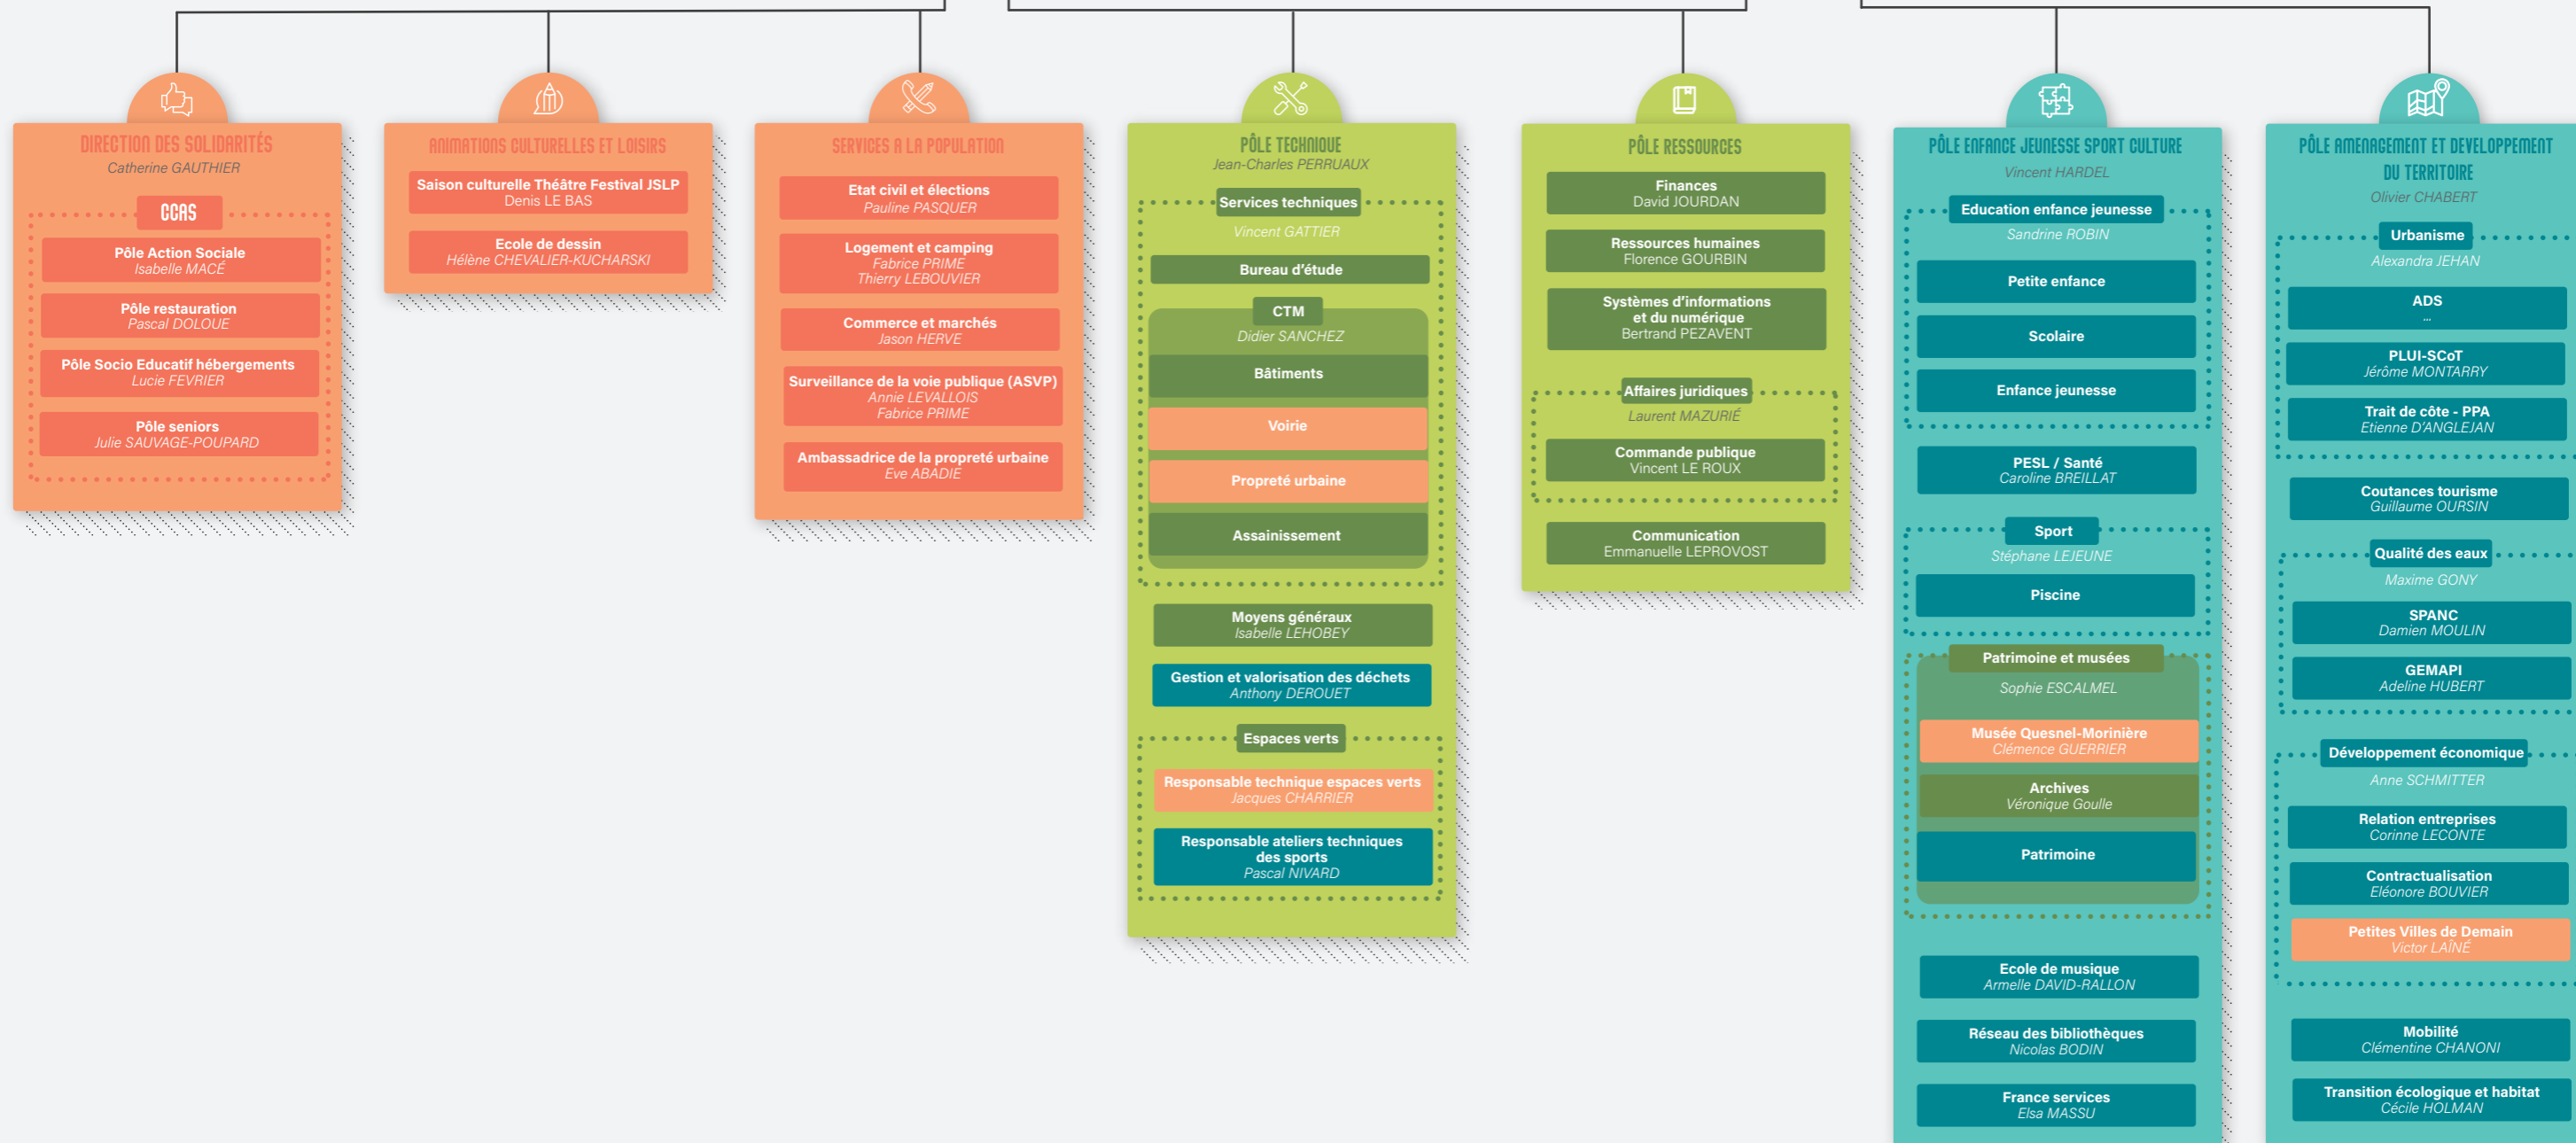 DIRECTION DES SOLIDARITÉS
Catherine GAUTHIER
CCAS
Pôle Action Sociale
Isabelle MACÉ
Pôle restauration
Pascal DOLOUE
Pôle Socio Educatif hébergements
Lucie FEVRIER
Pôle seniors
Julie SAUVAGE-POUPARD
ANIMATIONS CULTURELLES ET LOISIRS
Saison culturelle Théâtre Festival JSLP
Denis LE BAS
Ecole de dessin
Hélène CHEVALIER-KUCHARSKI
SERVICES A LA POPULATION
Etat civil et élections
Pauline PASQUER
Logement et camping
Fabrice PRIME
Thierry LEBOUVIER
Commerce et marchés
Jason HERVE
Surveillance de la voie publique (ASVP)
Annie LEVALLOIS
Fabrice PRIME
Ambassadrice de la propreté urbaine
Eve ABADIE
PÔLE TECHNIQUE
Jean-Charles PERRUAUX
Services techniques
Vincent GATTIER
Bureau d'étude
CTM
Didier SANCHEZ
Bâtiments
Voirie
Propreté urbaine
Assainissement
Moyens généraux
Isabelle LEHOBEY
Gestion et valorisation des déchets
Anthony DEROUET
Espaces verts
Responsable technique espaces verts
Jacques CHARRIER
Responsable ateliers techniques
des sports
Pascal NIVARD
PÔLE RESSOURCES
Finances
David JOURDAN
Ressources humaines
Florence GOURBIN
Systèmes d'informations
et du numérique
Bertrand PEZAVENT
Affaires juridiques
Laurent MAZURIÉ
Commande publique
Vincent LE ROUX
Communication
Emmanuelle LEPROVOST
PÔLE ENFANCE JEUNESSE SPORT CULTURE
Vincent HARDEL
Education enfance jeunesse
Sandrine ROBIN
Petite enfance
Scolaire
Enfance jeunesse
PESL / Santé
Caroline BREILLAT
Sport
Stéphane LEJEUNE
Piscine
Patrimoine et musées
Sophie ESCALMEL
Musée Quesnel-Morinière
Clémence GUERRIER
Archives
Véronique Goulle
Patrimoine
Ecole de musique
Armelle DAVID-RALLON
Réseau des bibliothèques
Nicolas BODIN
France services
Elsa MASSU
PÔLE AMENAGEMENT ET DEVELOPPEMENT
DU TERRITOIRE
Olivier CHABERT
Urbanisme
Alexandra JEHAN
ADS
...
PLUI-SCoT
Jérôme MONTARRY
Trait de côte - PPA
Etienne D'ANGLEJAN
Coutances tourisme
Guillaume OURSIN
Qualité des eaux
Maxime GONY
SPANC
Damien MOULIN
GEMAPI
Adeline HUBERT
Développement économique
Anne SCHMITTER
Relation entreprises
Corinne LECONTE
Contractualisation
Eléonore BOUVIER
Petites Villes de Demain
Victor LAÎNÉ
Mobilité
Clémentine CHANONI
Transition écologique et habitat
Cécile HOLMAN